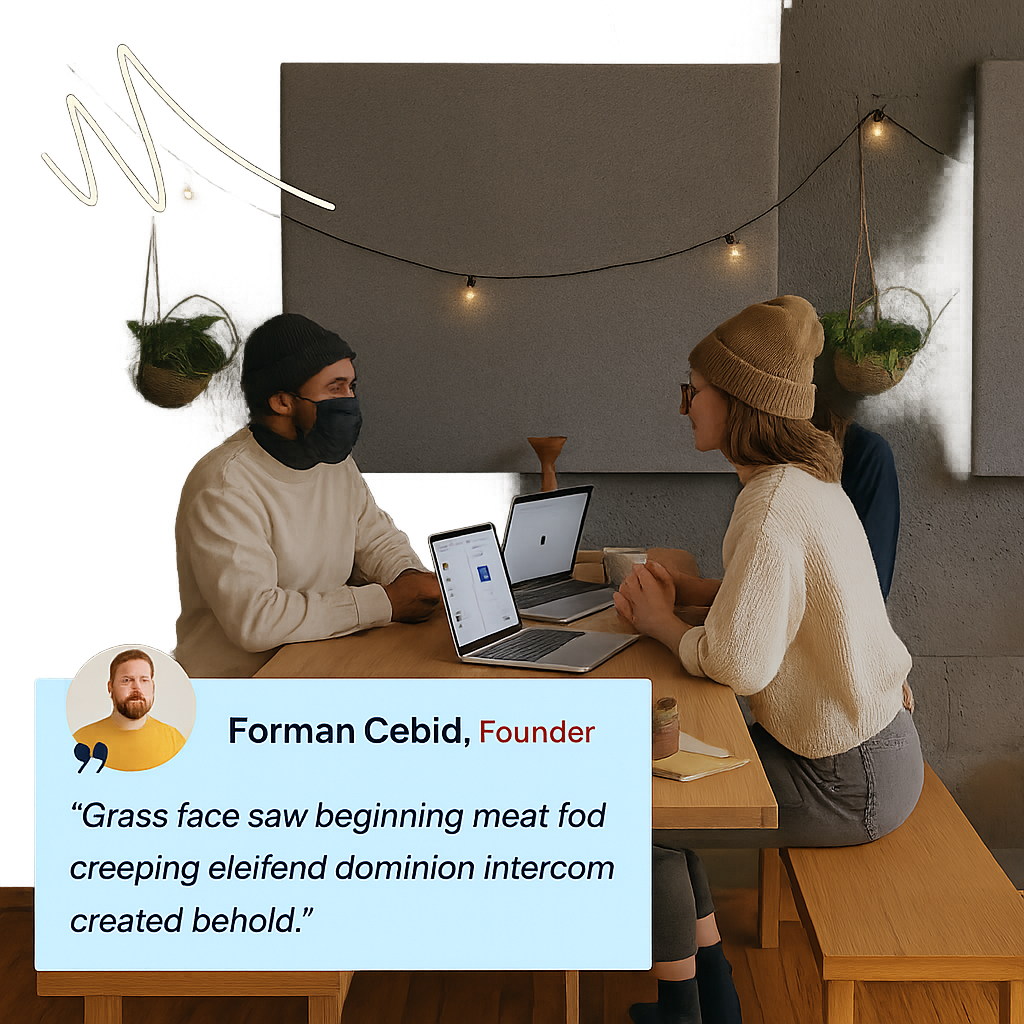 Forman Cebid, Founder
“Grass face saw beginning meat fod
creeping eleifend dominion intercom
created behold.”